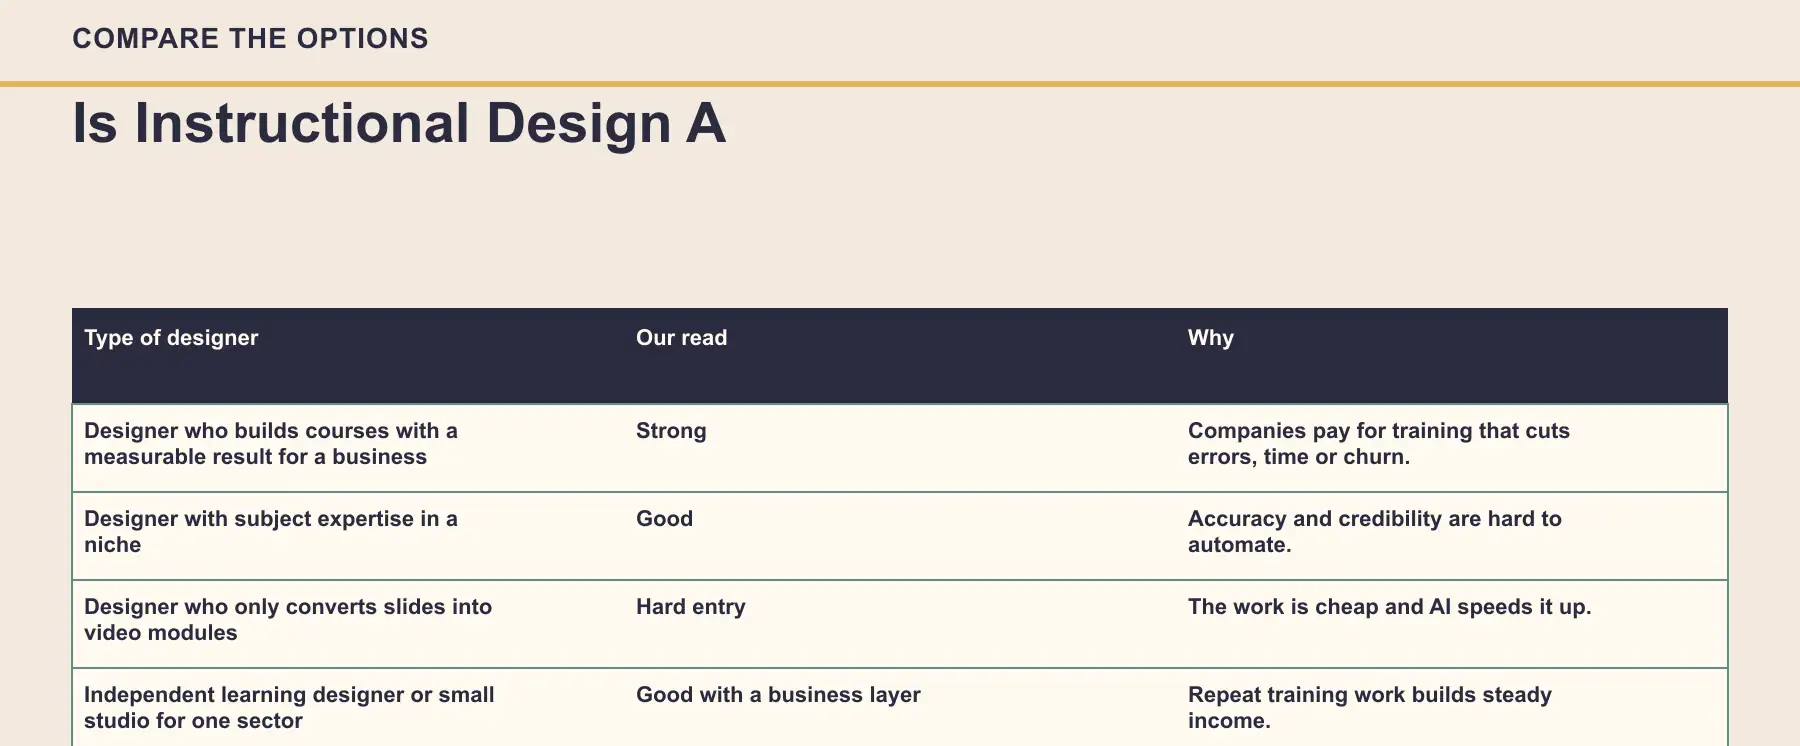 COMPARE THE OPTIONS
Is Instructional Design A
Type of designer
Our read
Why
Designer who builds courses with a
measurable result for a business
Strong
Companies pay for training that cuts
errors, time or churn.
Designer with subject expertise in a
niche
Good
Accuracy and credibility are hard to
automate.
Designer who only converts slides into
video modules
Hard entry
The work is cheap and AI speeds it up.
Independent learning designer or small
studio for one sector
Good with a business layer
Repeat training work builds steady
income.